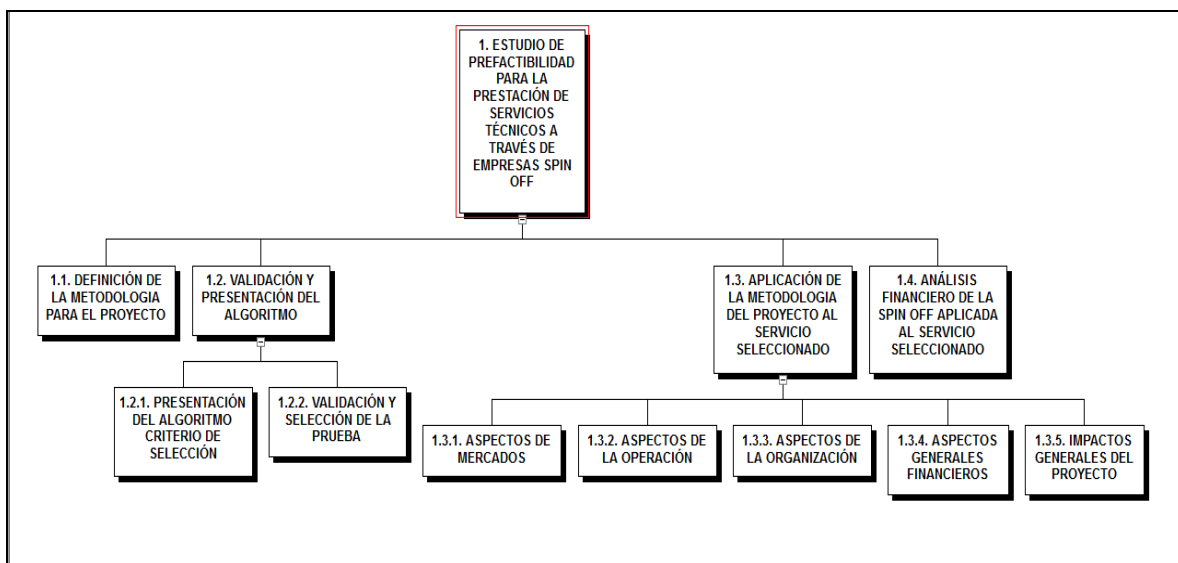 1. ESTUDIO DE
PREFACTIBILIDAD
PARA LA
PRESTACIÓN DE
SERVICIOS
TÉCNICOS A
TRAVÉS DE
EMPRESAS SPIN
OFF
1.1. DEFINICIÓN DE
LA METODOLOGIA
PARA EL PROYECTO
1.2. VALIDACIÓN Y
PRESENTACIÓN DEL
ALGORITMO
1.3. APLICACIÓN DE
LA METODOLOGIA
DEL PROYECTO AL
SERVICIO
SELECCIONADO
1.4. ANÁLISIS
FINANCIERO DE LA
SPIN OFF APLICADA
AL SERVICIO
SELECCIONADO
1.2.1. PRESENTACIÓN
DEL ALGORITMO
CRITERIO DE
SELECCIÓN
1.2.2. VALIDACIÓN Y
SELECCIÓN DE LA
PRUEBA
1.3.1. ASPECTOS DE
MERCADOS
1.3.2. ASPECTOS DE
LA OPERACIÓN
1.3.3. ASPECTOS DE
LA ORGANIZACIÓN
1.3.4. ASPECTOS
GENERALES
FINANCIEROS
1.3.5. IMPACTOS
GENERALES DEL
PROYECTO